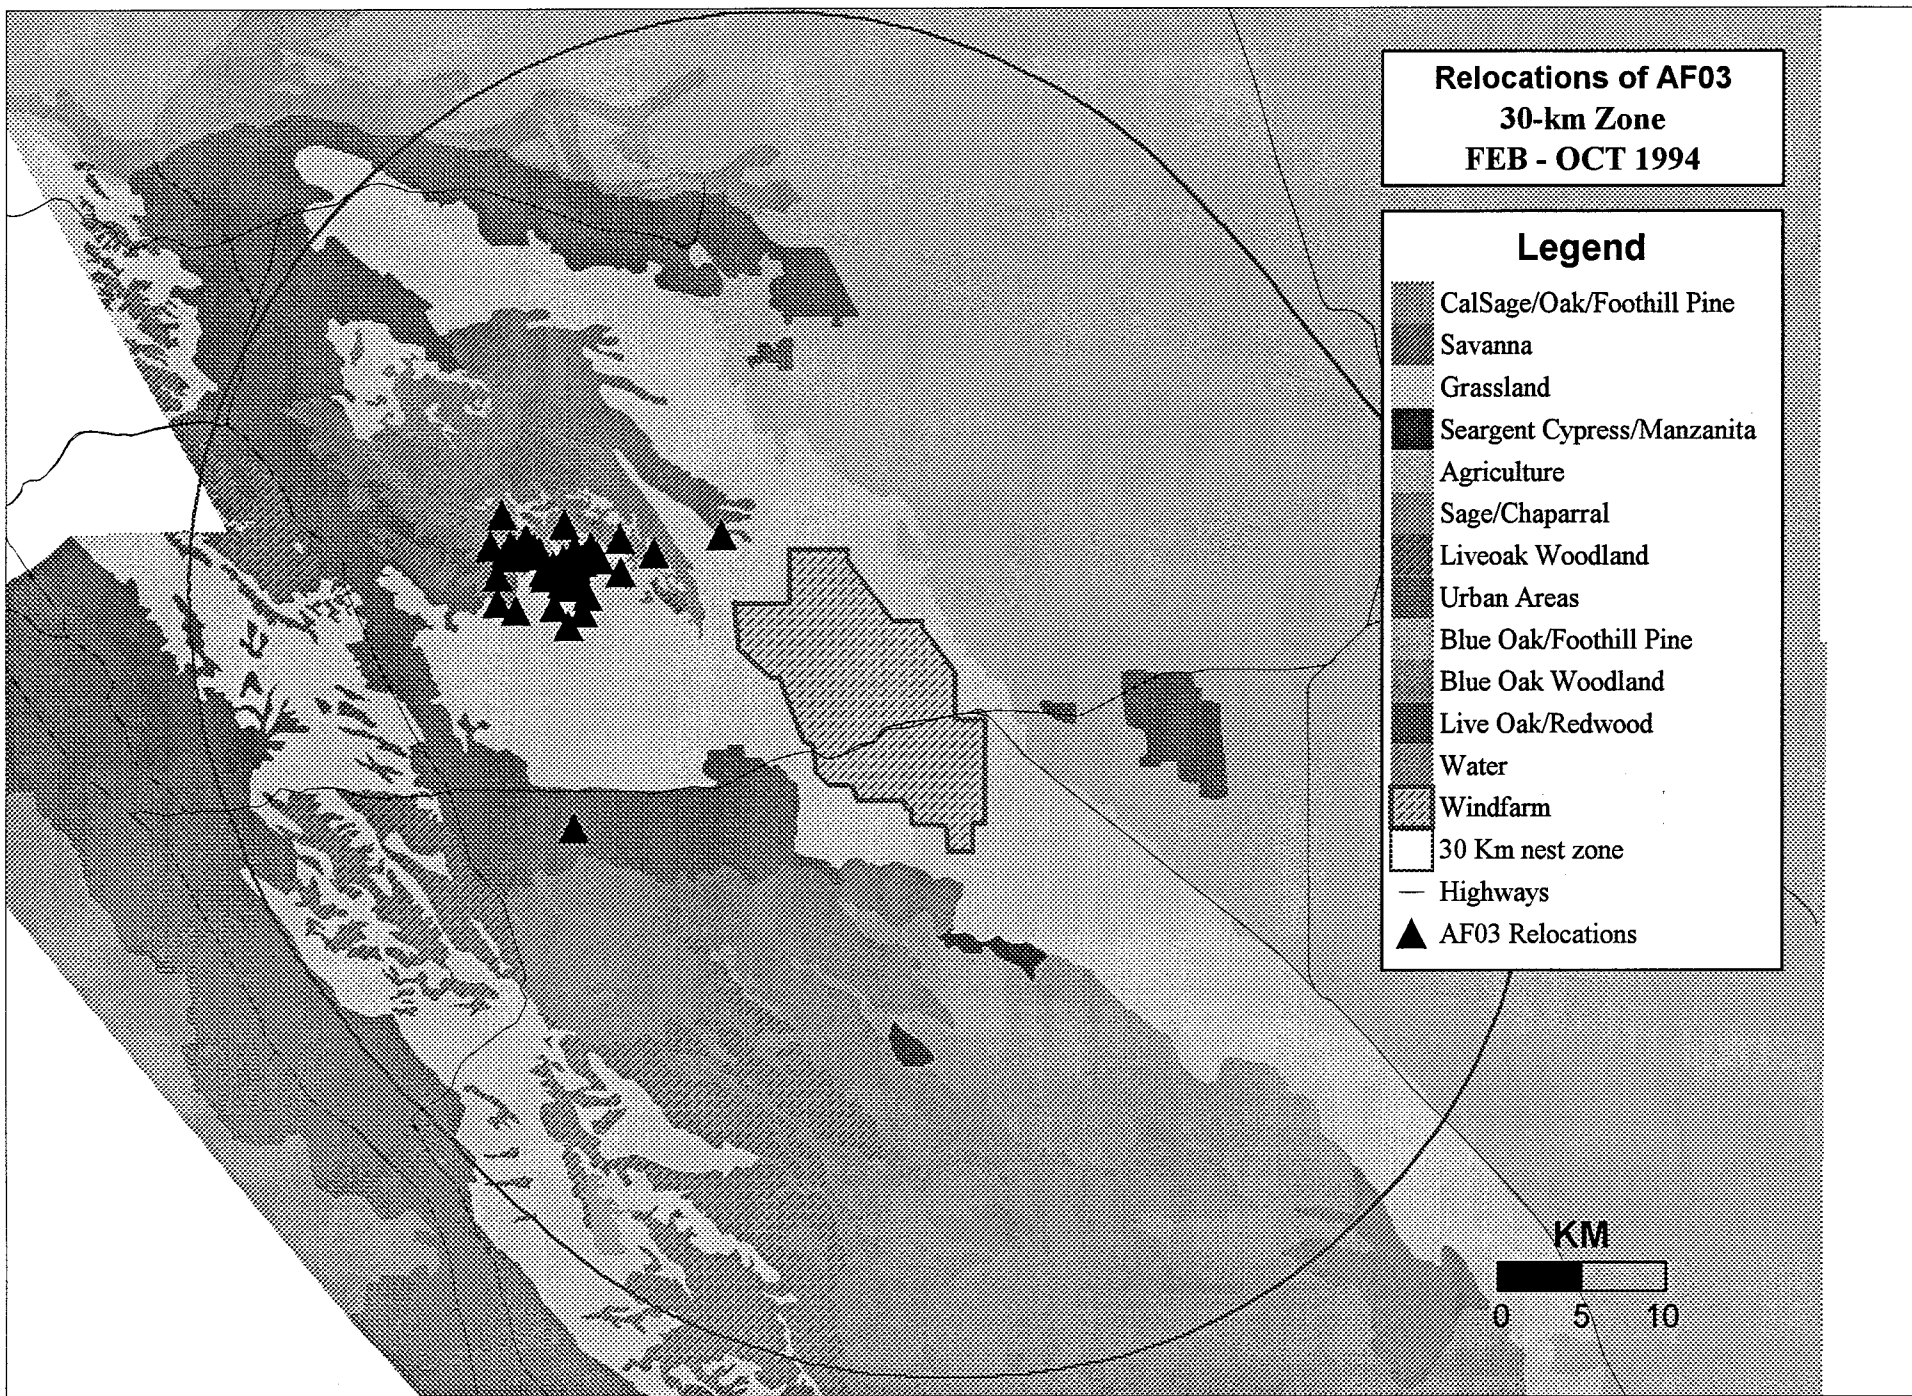 Relocations of AF03
30-km Zone
FEB - OCT 1994
Legend
CalSage/Oak/Foothill Pine
Savanna
Grassland
Seargent Cypress/Manzanita
Agriculture
Sage/Chaparral
Liveoak Woodland
Urban Areas
Blue Oak/Foothill Pine
Blue Oak Woodland
Live Oak/Redwood
Water
Windfarm
30 Km nest zone
Highways
AF03 Relocations
KM
0 5 10